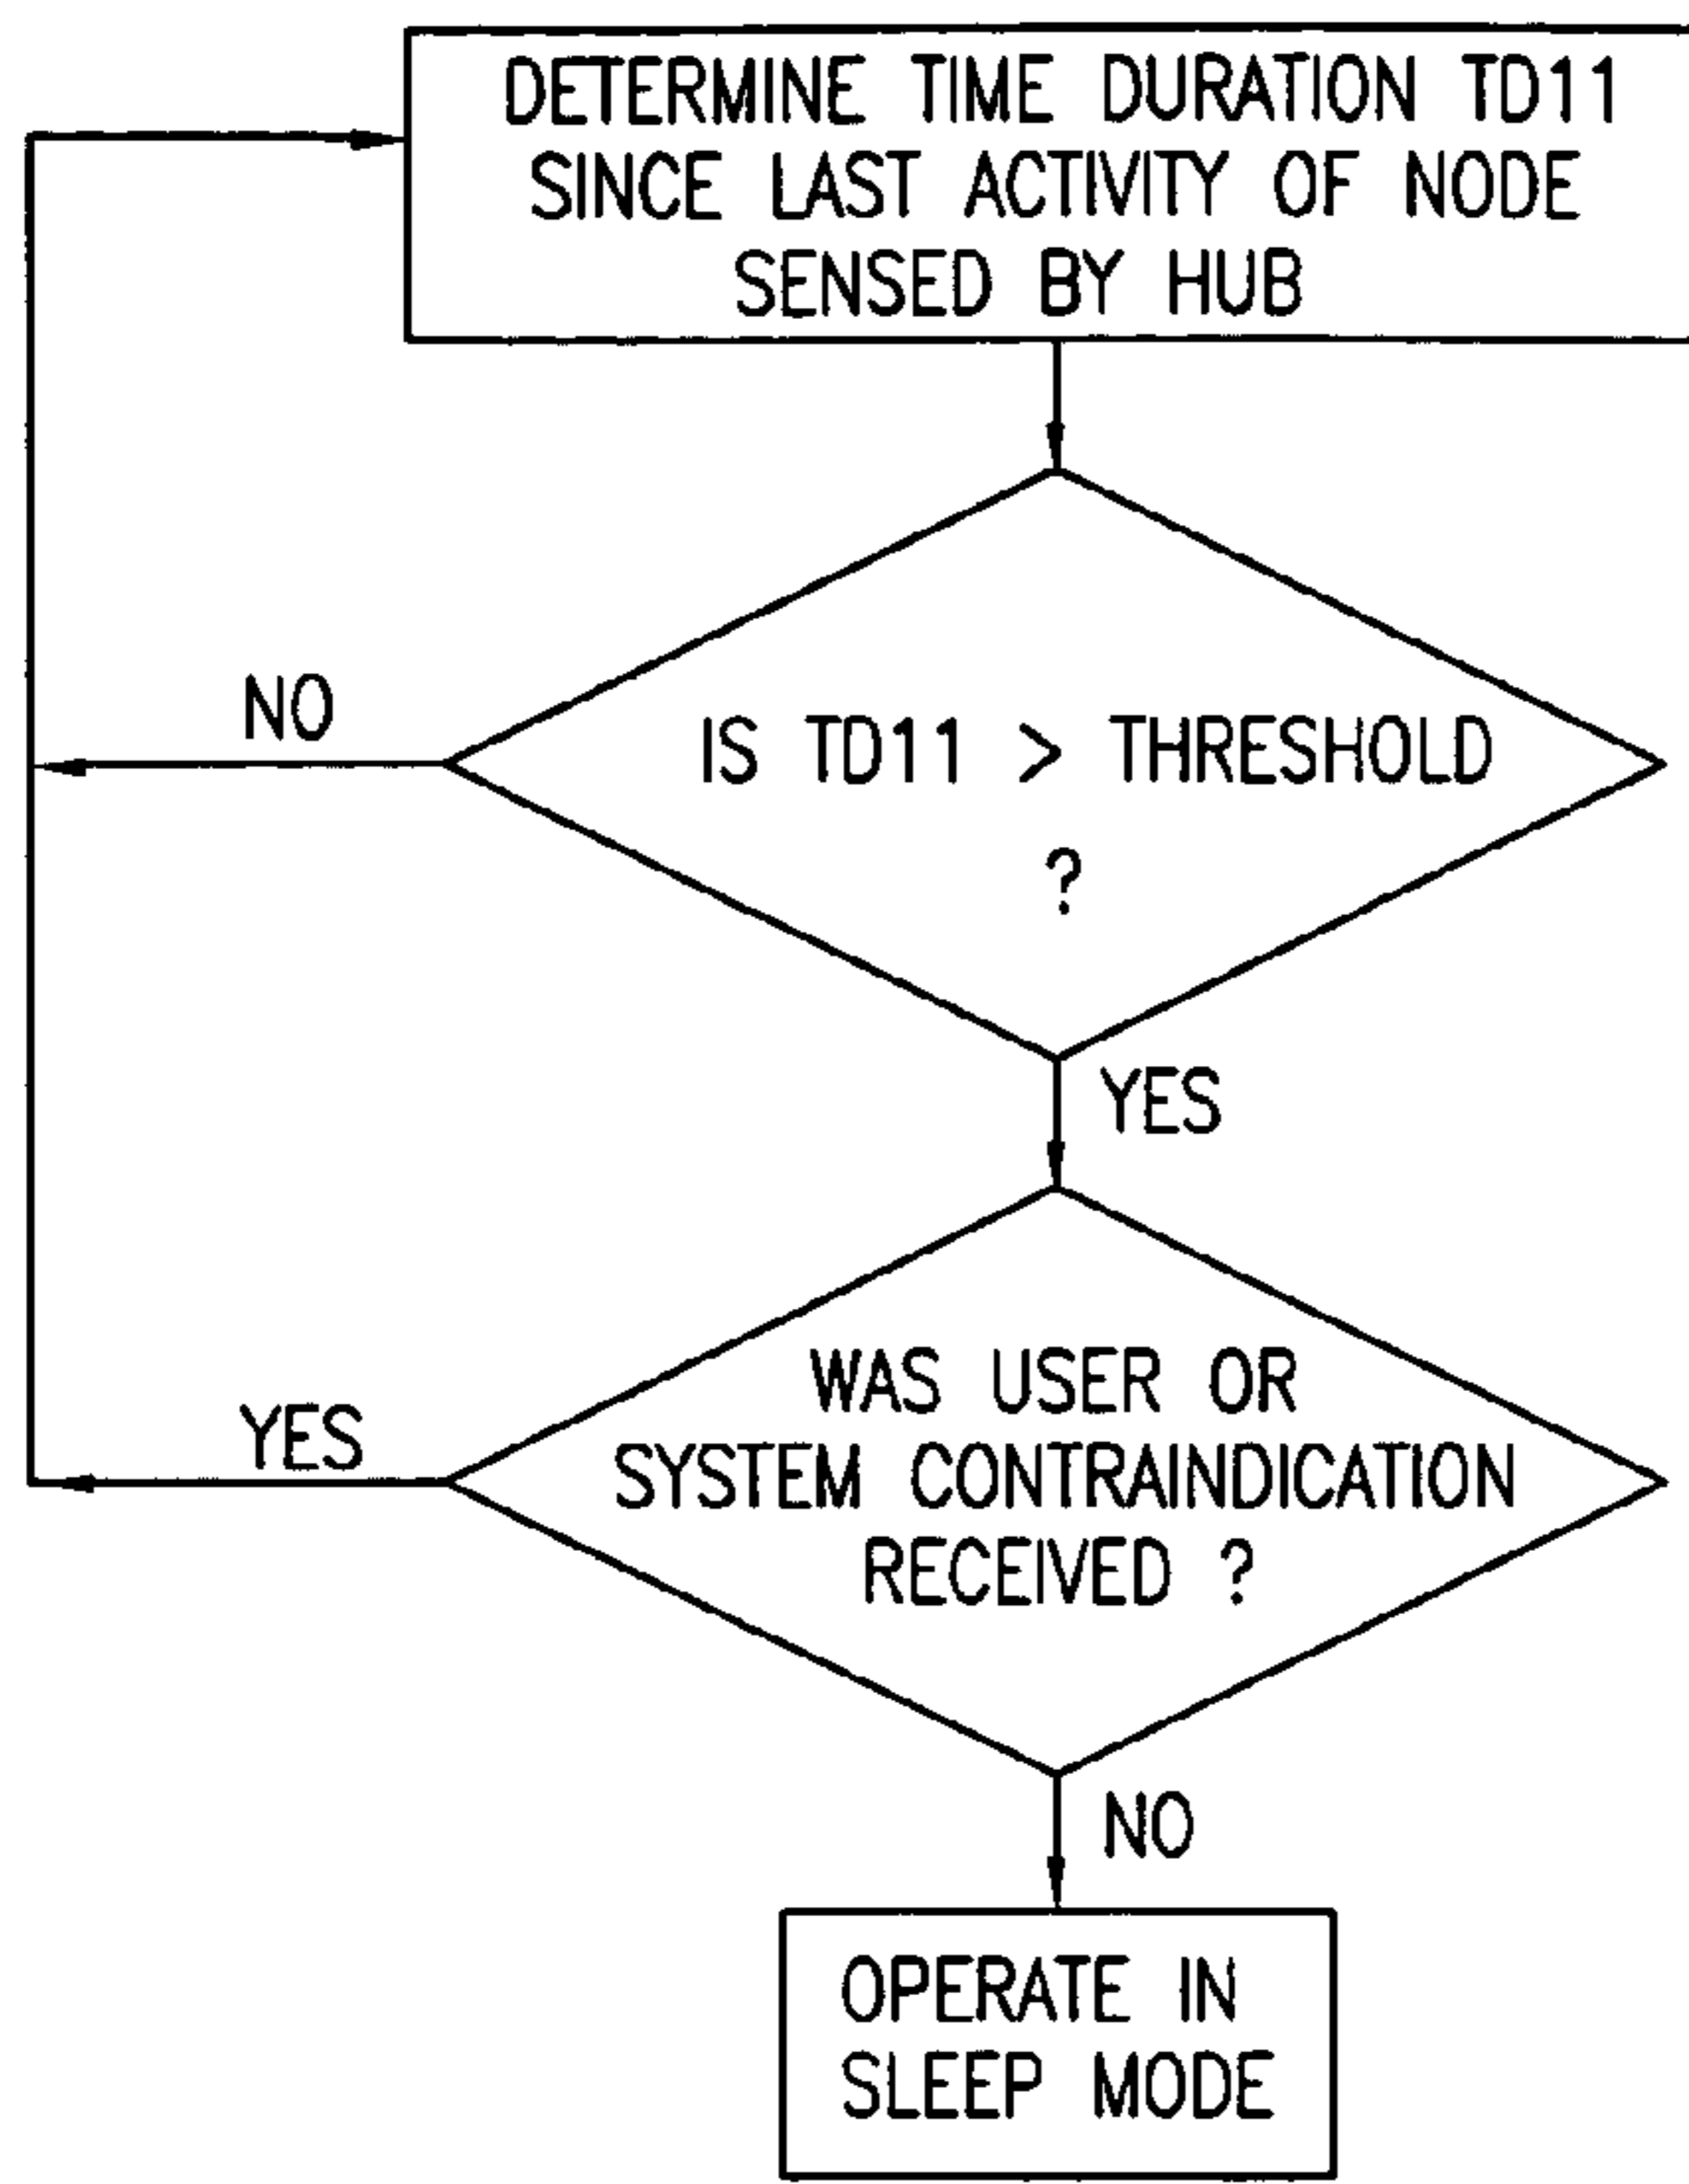 DETERMINE TIME DURATION TD11
SINCE LAST ACTIVITY OF NODE
SENSED BY HUB
NO
IS TD11 > THRESHOLD
?
YES
WAS USER OR
YES
SYSTEM CONTRAINDICATION
RECEIVED ?
NO
OPERATE IN
SLEEP MODE